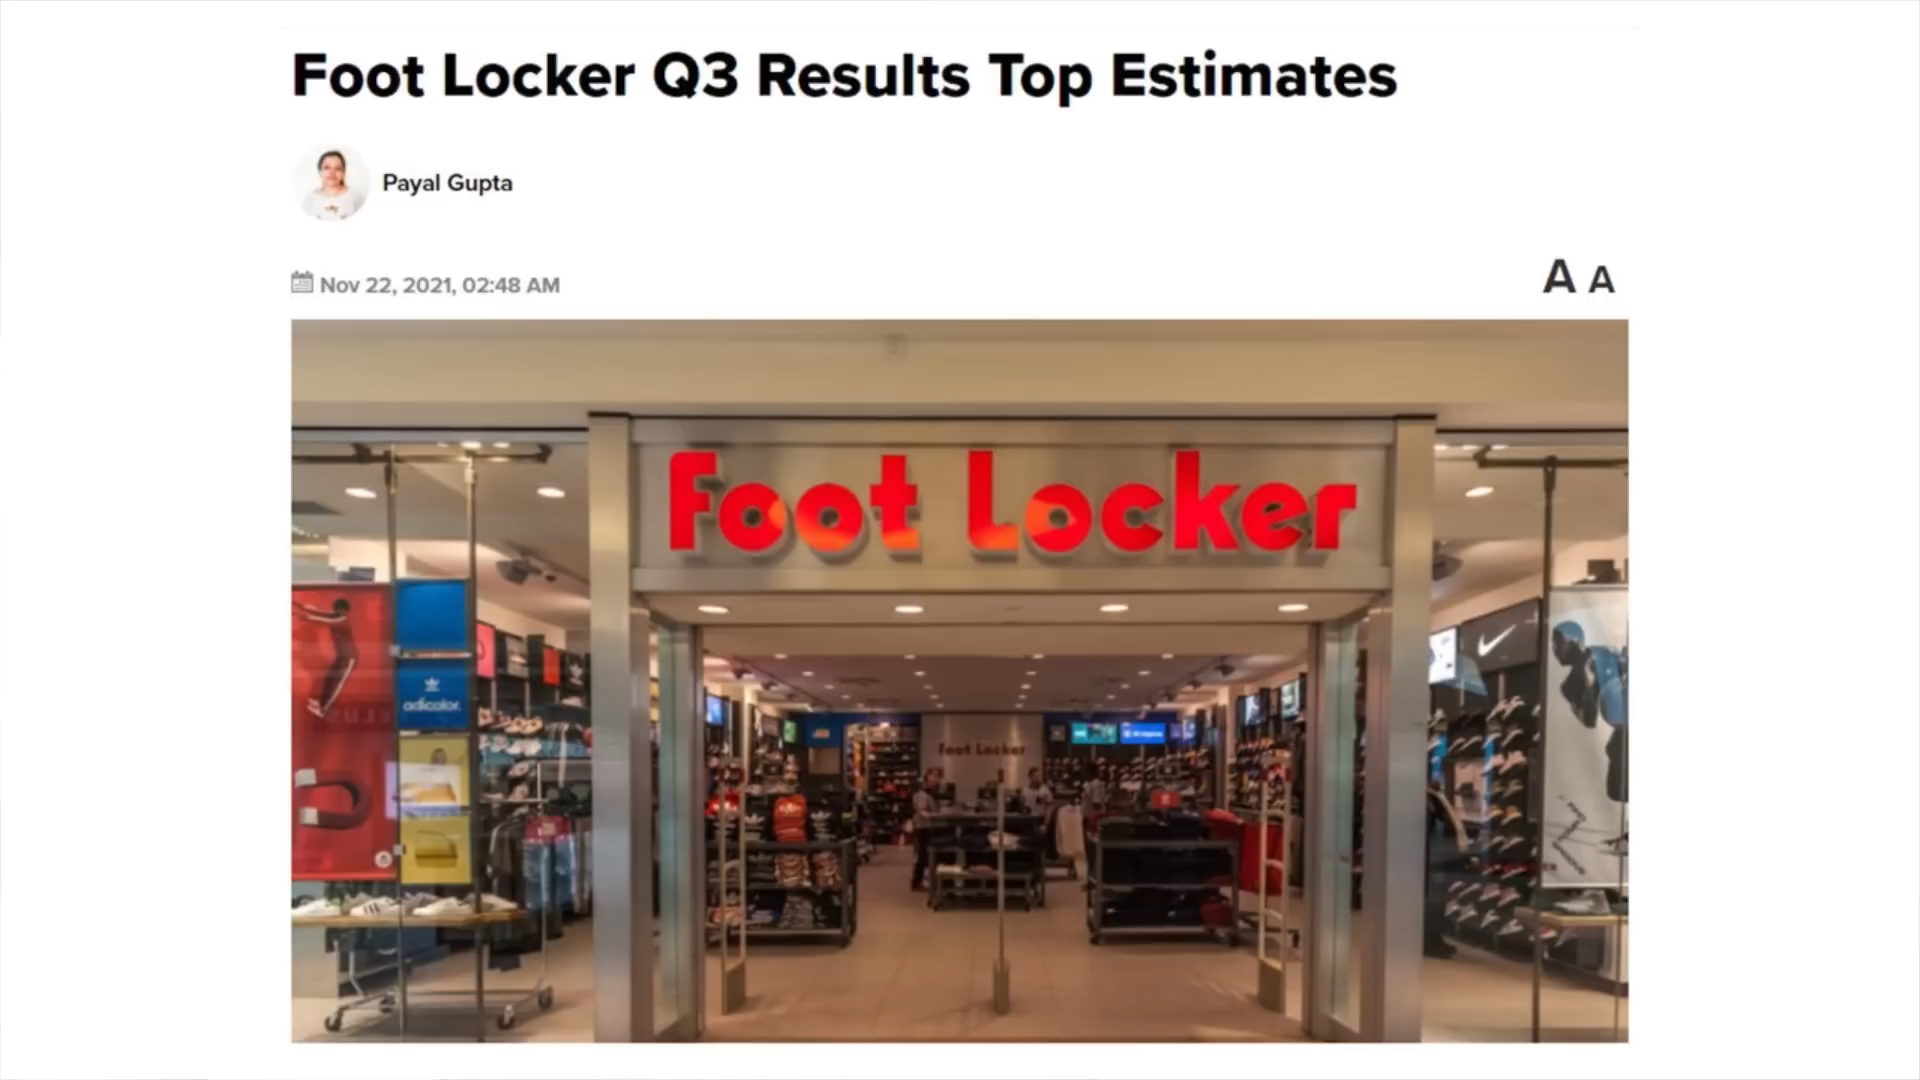 Foot Locker Q3 Results Top Estimates
Payal Gupta
Nov 22, 2021, 02:48 AM
A A
Foot Locker
adicolor.
Foot Locker